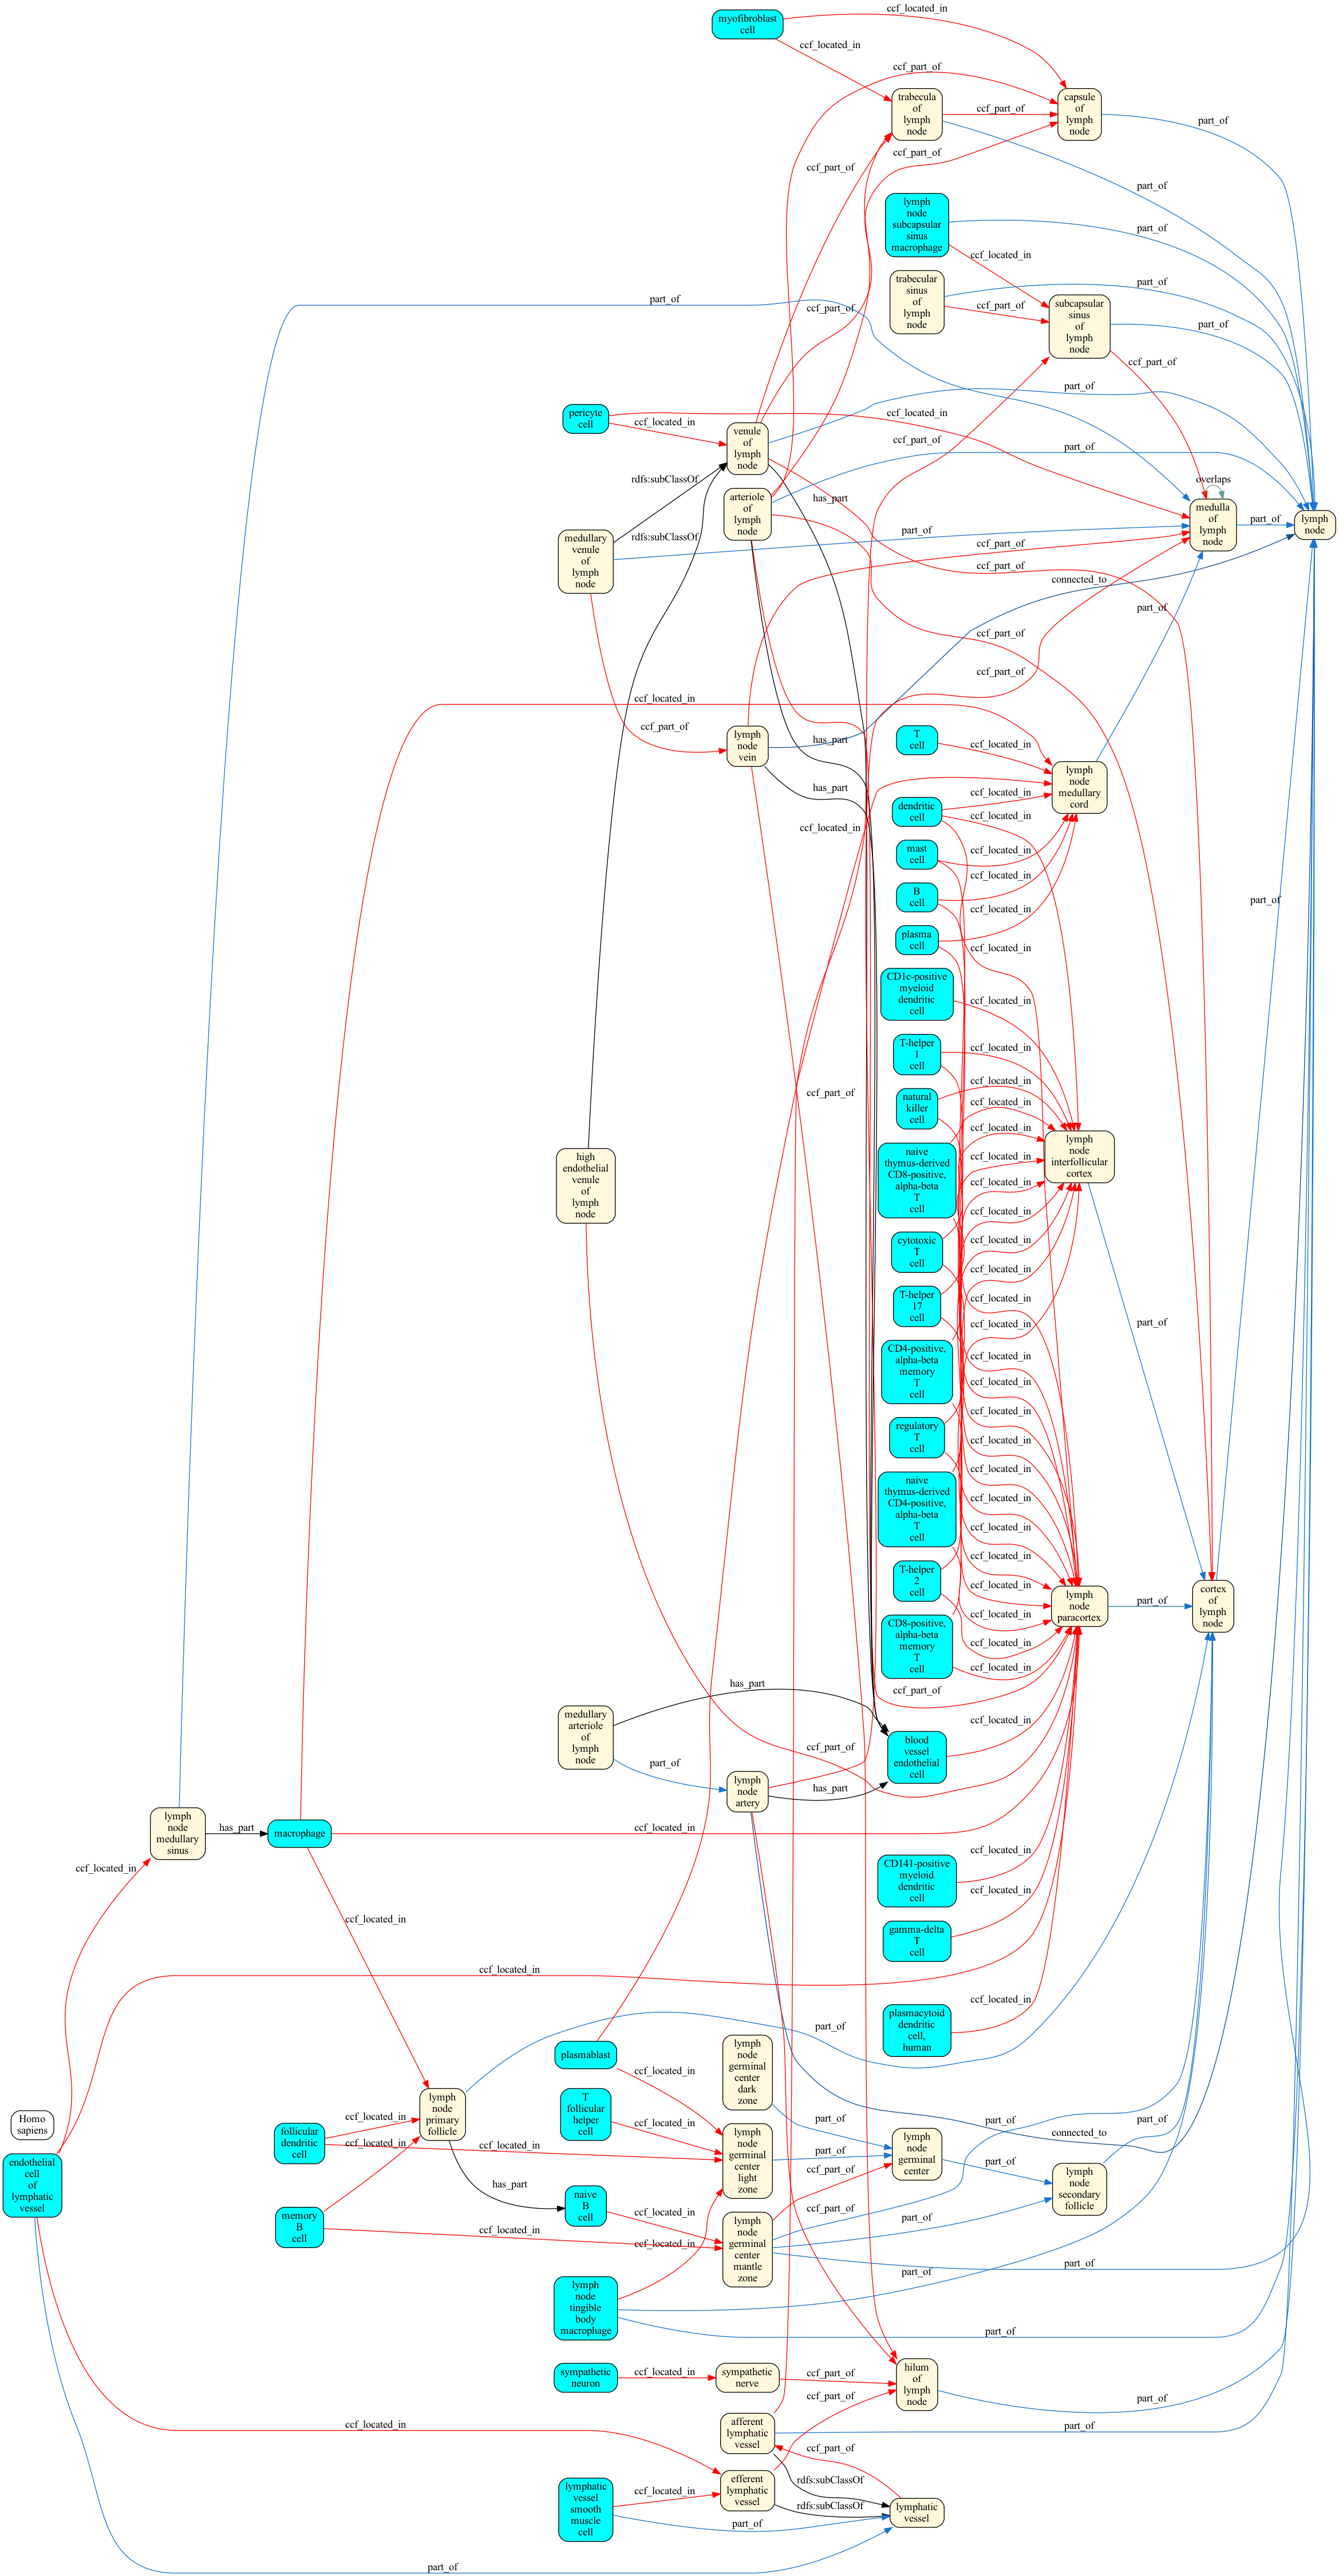 myofibroblast
cell
ccf_located_in
ccf_located_in
ccf_part_of
trabecula
of
lymph
node
ccf_part_of
capsule
of
lymph
node
part_of
ccf_part_of
ccf_part_of
part_of
lymph
node
subcapsular
sinus
macrophage
part_of
ccf_located_in
trabecular
sinus
of
lymph
node
part_of
ccf_part_of
subcapsular
sinus
of
lymph
node
part_of
part_of
ccf_part_of
ccf_part_of
pericyte
cell
ccf_located_in
ccf_located_in
part_of
venule
of
lymph
node
ccf_part_of
part_of
rdfs:subClassOf
overlaps
arteriole
of
lymph
node
has_part
medulla
of
lymph
node
part_of
lymph
node
medullary
venule
of
lymph
node
rdfs:subClassOf
part_of
ccf_part_of
ccf_part_of
connected_to
part_of
ccf_part_of
ccf_part_of
ccf_located_in
ccf_part_of
lymph
node
vein
has_part
has_part
T
cell
ccf_located_in
lymph
node
medullary
cord
dendritic
cell
ccf_located_in
ccf_located_in
ccf_located_in
mast
cell
ccf_located_in
B
cell
ccf_located_in
ccf_located_in
plasma
cell
ccf_located_in
part_of
CD1c-positive
myeloid
dendritic
cell
ccf_located_in
T-helper
1
cell
ccf_located_in
ccf_part_of
natural
killer
cell
ccf_located_in
ccf_located_in
high
endothelial
venule
of
lymph
node
naive
thymus-derived
CD8-positive,
alpha-beta
T
cell
ccf_located_in
ccf_located_in
ccf_located_in
lymph
node
interfollicular
cortex
cytotoxic
T
cell
ccf_located_in
ccf_located_in
ccf_located_in
T-helper
17
cell
ccf_located_in
ccf_located_in
part_of
CD4-positive,
alpha-beta
memory
T
cell
ccf_located_in
ccf_located_in
ccf_located_in
regulatory
T
cell
ccf_located_in
ccf_located_in
naive
thymus-derived
CD4-positive,
alpha-beta
T
cell
ccf_located_in
ccf_located_in
ccf_located_in
T-helper
2
cell
ccf_located_in
ccf_located_in
lymph
node
paracortex
part_of
cortex
of
lymph
node
CD8-positive,
alpha-beta
memory
T
cell
ccf_located_in
ccf_located_in
medullary
arteriole
of
lymph
node
has_part
ccf_part_of
part_of
ccf_part_of
blood
vessel
endothelial
cell
ccf_located_in
lymph
node
artery
has_part
lymph
node
medullary
sinus
has_part
macrophage
ccf_located_in
ccf_located_in
ccf_located_in
CD141-positive
myeloid
dendritic
cell
ccf_located_in
ccf_located_in
gamma-delta
T
cell
ccf_located_in
ccf_located_in
plasmacytoid
dendritic
cell,
human
ccf_located_in
part_of
plasmablast
ccf_located_in
lymph
node
germinal
center
dark
zone
part_of
Homo
sapiens
endothelial
cell
of
lymphatic
vessel
lymph
node
primary
follicle
has_part
follicular
dendritic
cell
ccf_located_in
ccf_located_in
ccf_located_in
T
follicular
helper
cell
ccf_located_in
lymph
node
germinal
center
light
zone
part_of
ccf_part_of
lymph
node
germinal
center
part_of
part_of
connected_to
part_of
lymph
node
secondary
follicle
memory
B
cell
ccf_located_in
naive
B
cell
ccf_located_in
ccf_located_in
lymph
node
germinal
center
mantle
zone
ccf_part_of
part_of
part_of
part_of
lymph
node
tingible
body
macrophage
part_of
sympathetic
neuron
ccf_located_in
sympathetic
nerve
ccf_part_of
ccf_part_of
hilum
of
lymph
node
part_of
ccf_located_in
afferent
lymphatic
vessel
part_of
ccf_part_of
rdfs:subClassOf
efferent
lymphatic
vessel
rdfs:subClassOf
lymphatic
vessel
lymphatic
vessel
smooth
muscle
cell
ccf_located_in
part_of
part_of